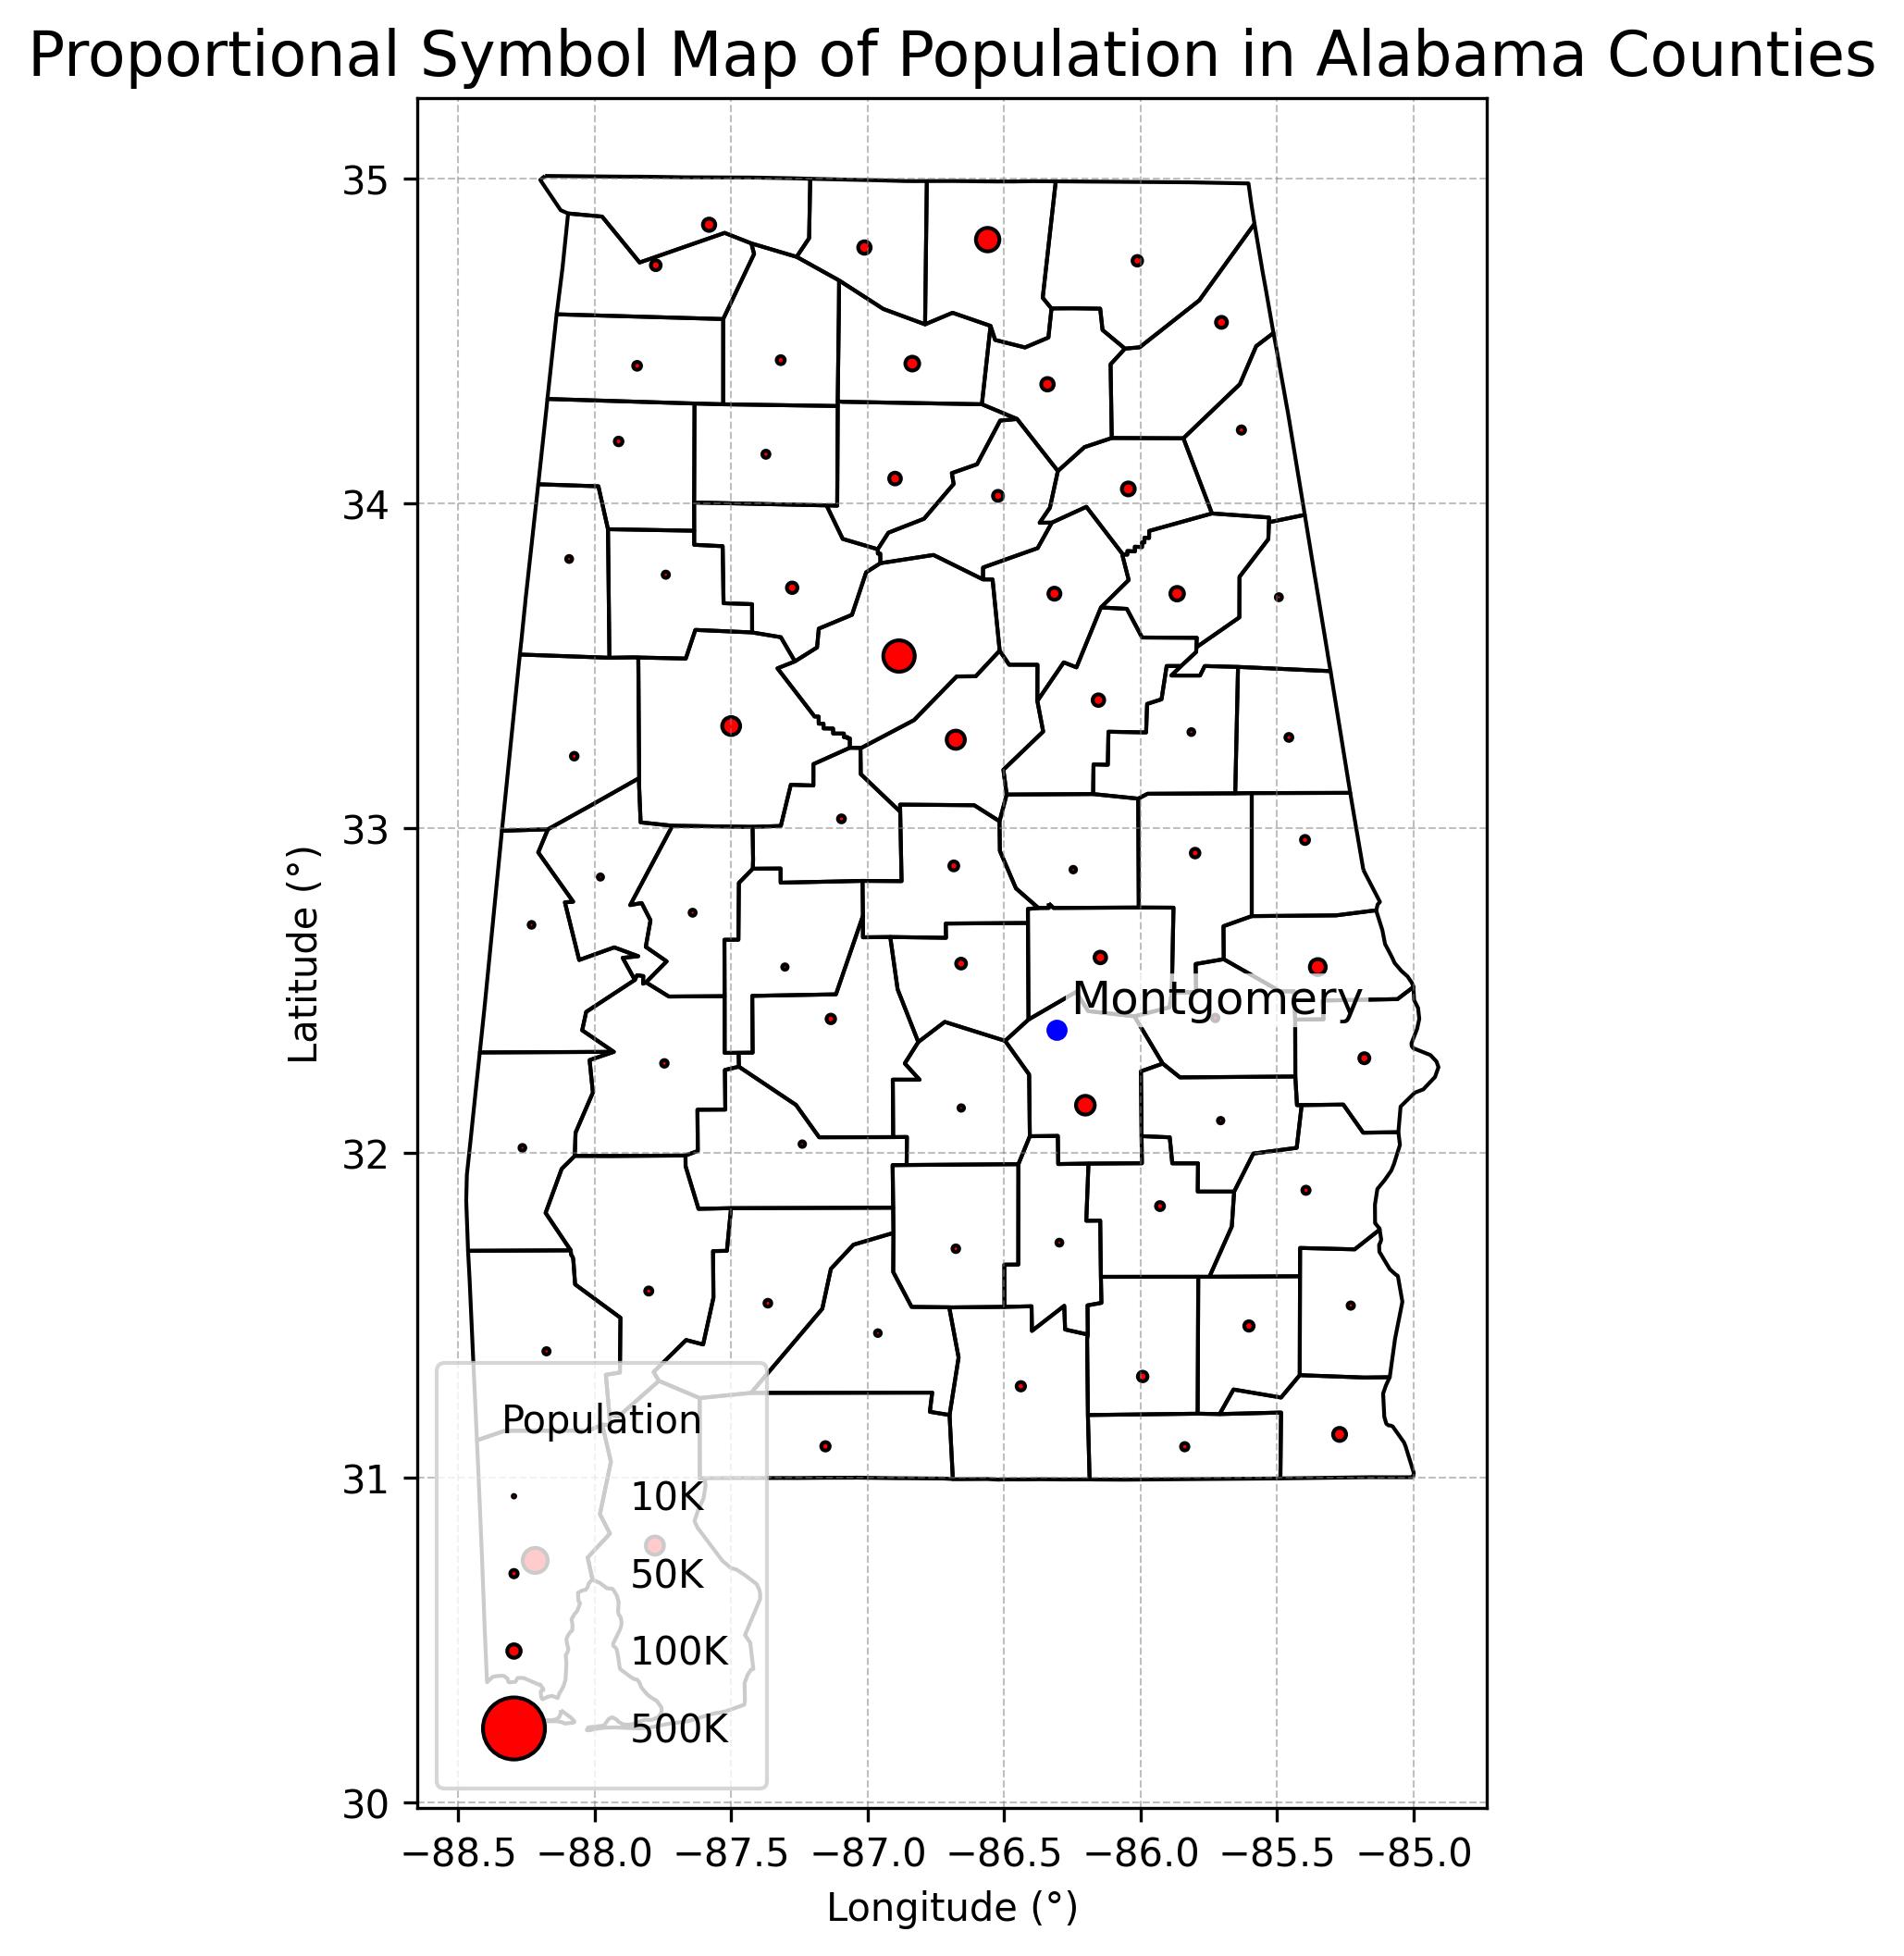 Proportional Symbol Map of Population in Alabama Counties
35
34
33
32
31
30
Latitude (°)
Montgomery
Population
10K
50K
100K
500K
−88.5 −88.0 −87.5 −87.0 −86.5 −86.0 −85.5 −85.0
Longitude (°)